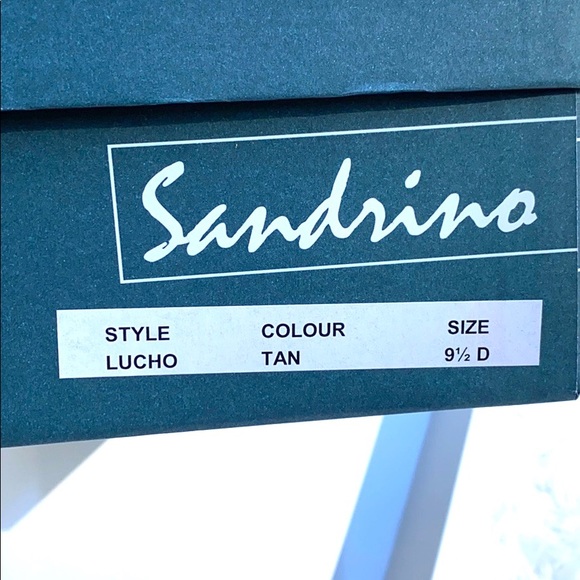 Sandrino
STYLE COLOUR SIZE
LUCHO TAN 9½ D